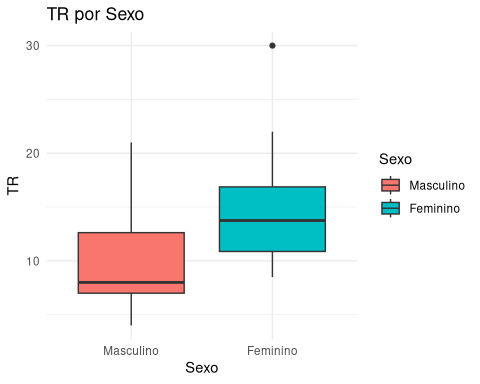 TR por Sexo
30
20
10
TR
Masculino
Feminino
Sexo
Sexo
Masculino
Feminino